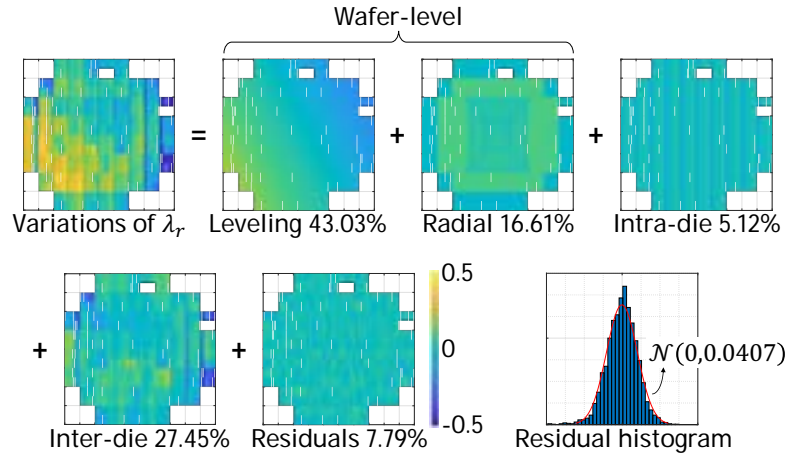 Wafer-level
=
+
+
Variations of λᵣ
Leveling 43.03%
Radial 16.61%
Intra-die 5.12%
+
+
0.5
0
-0.5
𝒩(0,0.0407)
Inter-die 27.45%
Residuals 7.79%
Residual histogram